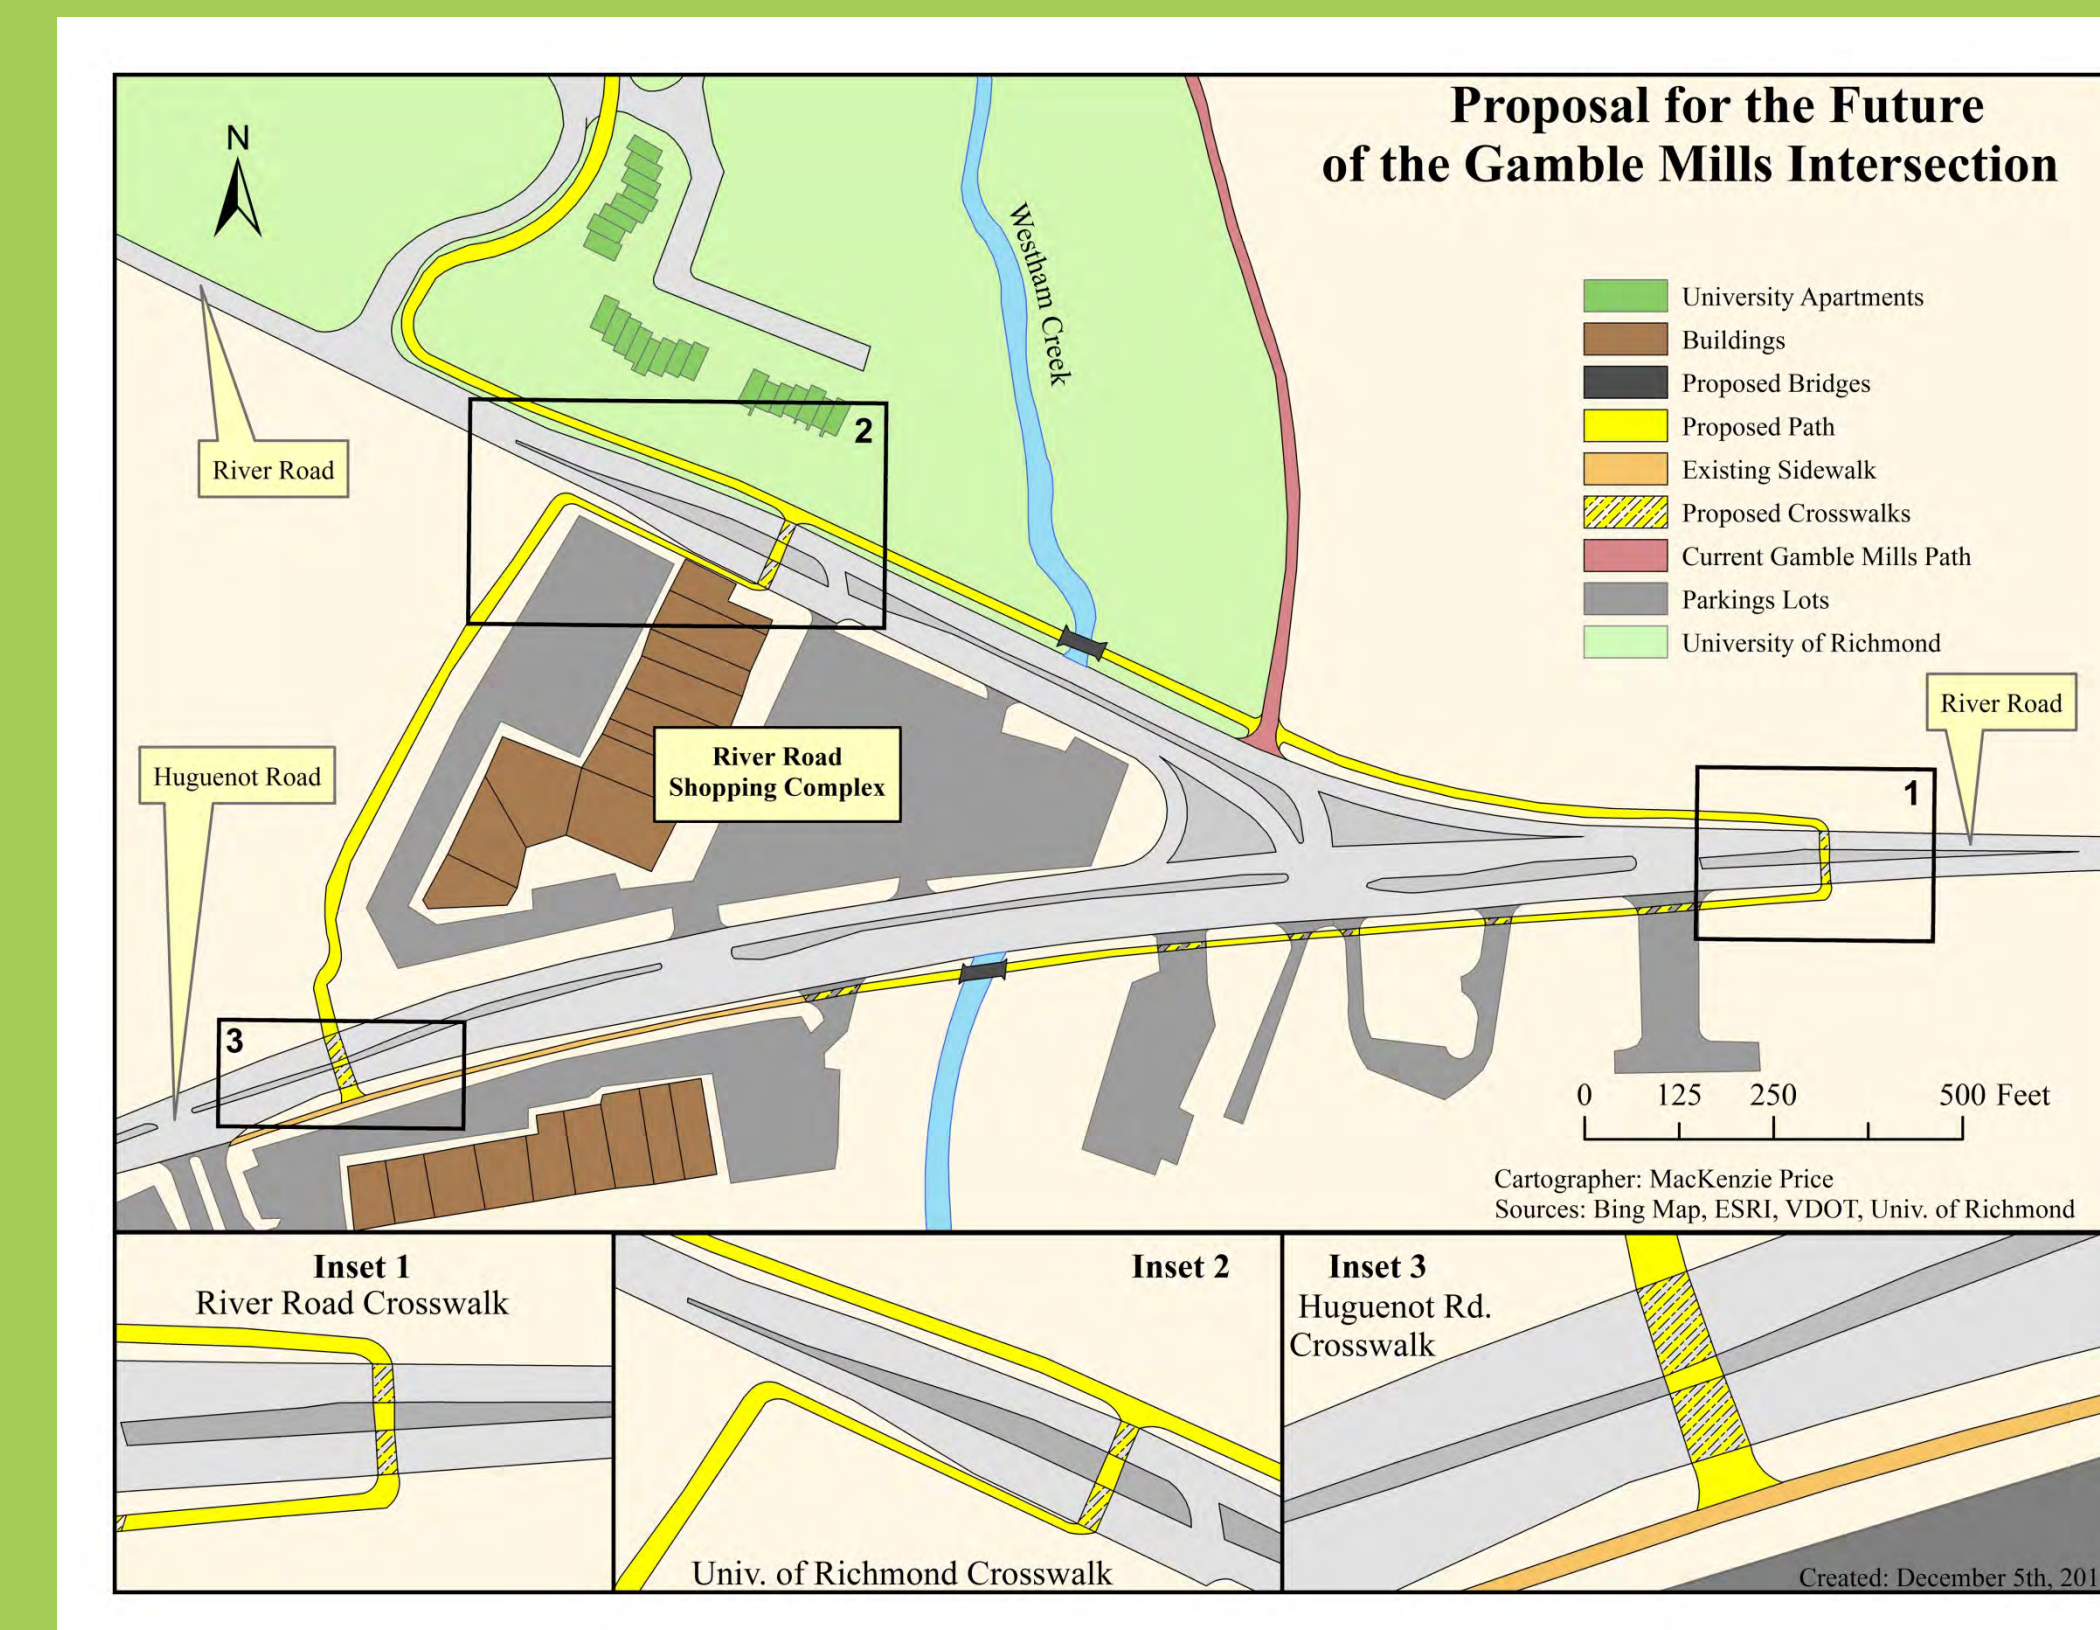 Proposal for the Future
of the Gamble Mills Intersection
N
Westham Creek
University Apartments
Buildings
Proposed Bridges
Proposed Path
Existing Sidewalk
Proposed Crosswalks
Current Gamble Mills Path
Parkings Lots
University of Richmond
2
River Road
River Road
River Road
Shopping Complex
Huguenot Road
1
3
0 125 250 500 Feet
Cartographer: MacKenzie Price
Sources: Bing Map, ESRI, VDOT, Univ. of Richmond
Inset 1
River Road Crosswalk
Inset 2
Univ. of Richmond Crosswalk
Inset 3
Huguenot Rd.
Crosswalk
Created: December 5th, 201